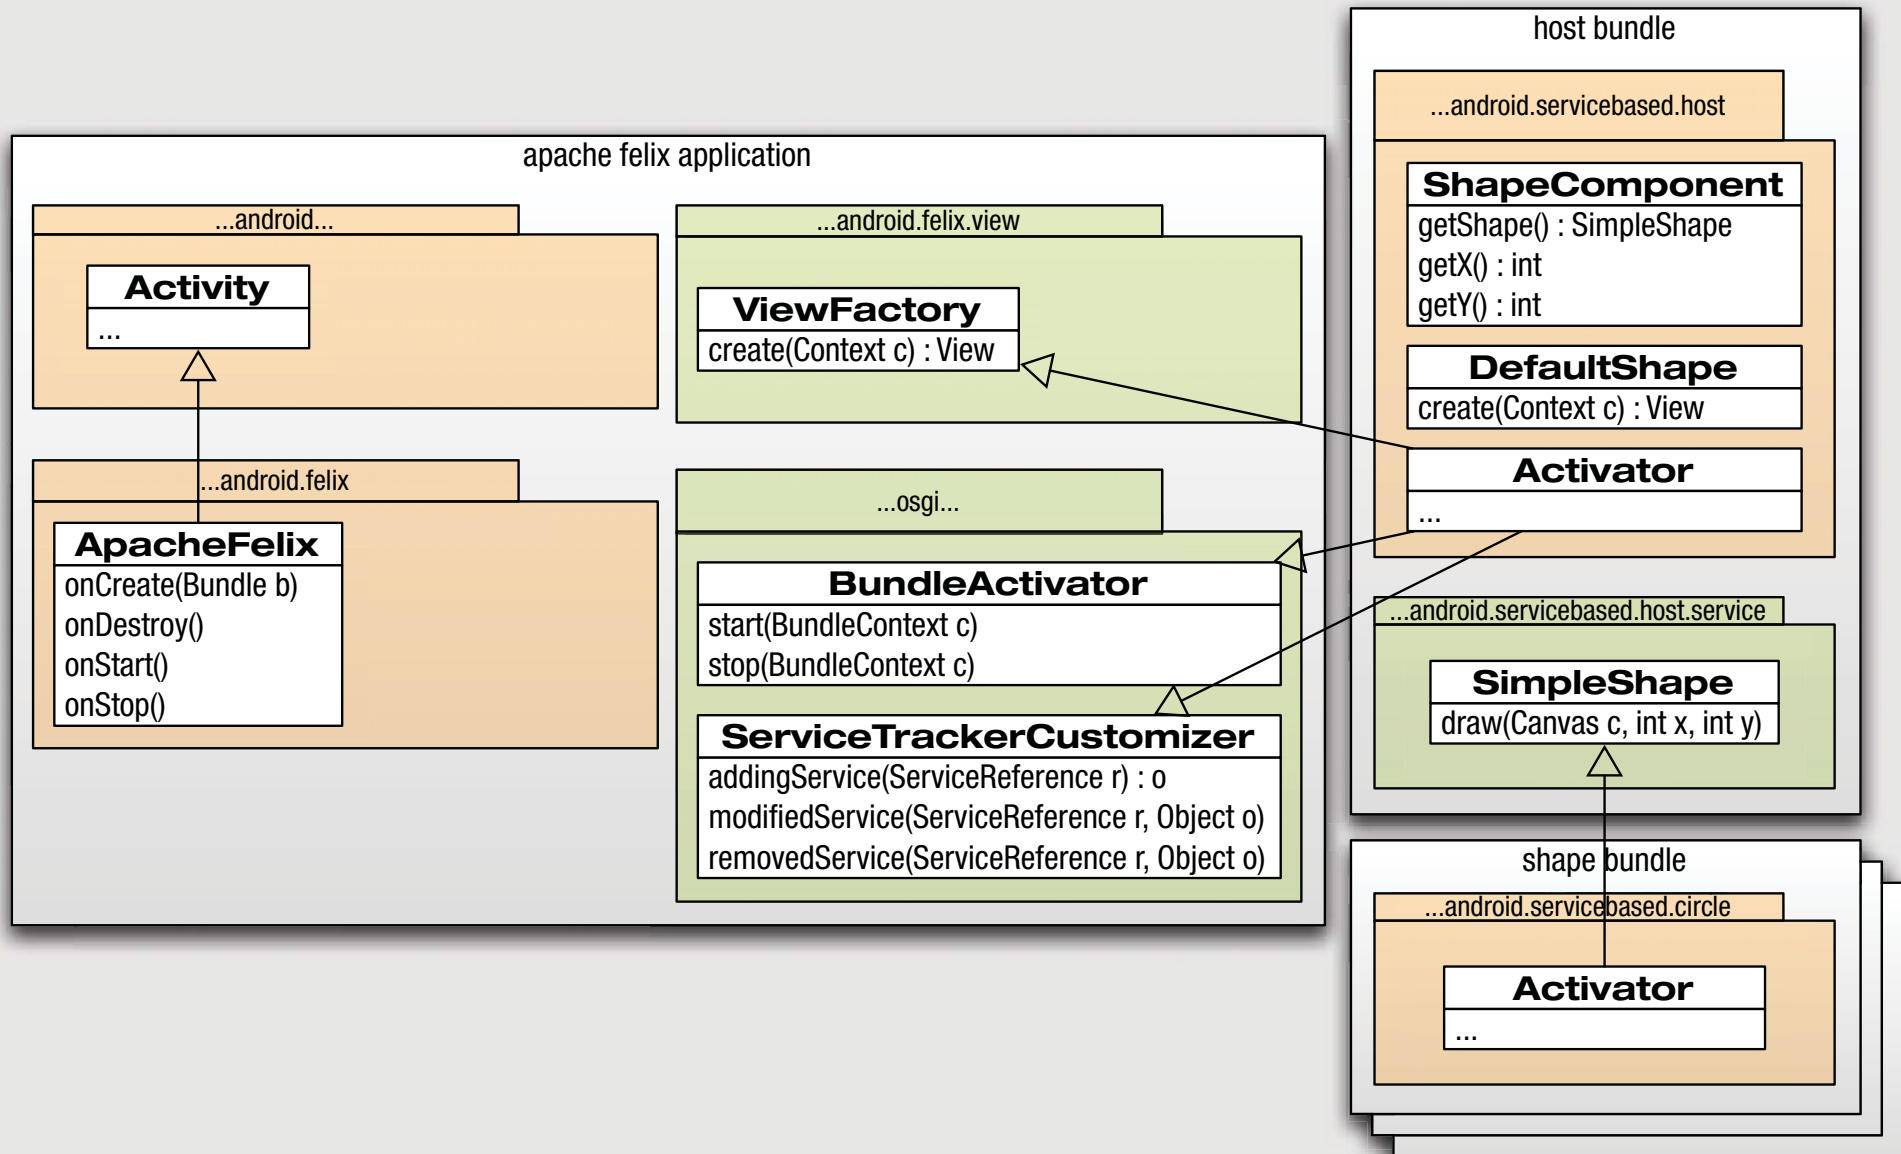 apache felix application
...android...
Activity
...
...android.felix
ApacheFelix
onCreate(Bundle b)
onDestroy()
onStart()
onStop()
...android.felix.view
ViewFactory
create(Context c) : View
...osgi...
BundleActivator
start(BundleContext c)
stop(BundleContext c)
ServiceTrackerCustomizer
addingService(ServiceReference r) : o
modifiedService(ServiceReference r, Object o)
removedService(ServiceReference r, Object o)
host bundle
...android.servicebased.host
ShapeComponent
getShape() : SimpleShape
getX() : int
getY() : int
DefaultShape
create(Context c) : View
Activator
...
...android.servicebased.host.service
SimpleShape
draw(Canvas c, int x, int y)
shape bundle
...android.servicebased.circle
Activator
...